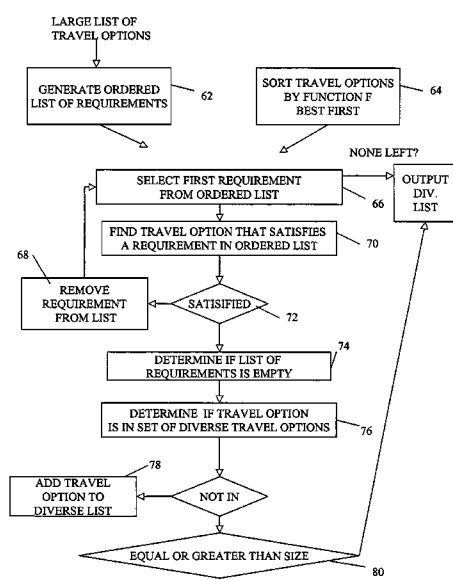 LARGE LIST OF
TRAVEL OPTIONS
GENERATE ORDERED
LIST OF REQUIREMENTS
62
SORT TRAVEL OPTIONS
BY FUNCTION F
BEST FIRST
64
NONE LEFT?
SELECT FIRST REQUIREMENT
FROM ORDERED LIST
66
OUTPUT
DIV.
LIST
FIND TRAVEL OPTION THAT SATISFIES
A REQUIREMENT IN ORDERED LIST
70
68
REMOVE
REQUIREMENT
FROM LIST
SATISIFIED
72
DETERMINE IF LIST OF
REQUIREMENTS IS EMPTY
74
DETERMINE IF TRAVEL OPTION
IS IN SET OF DIVERSE TRAVEL OPTIONS
76
78
ADD TRAVEL
OPTION TO
DIVERSE LIST
NOT IN
EQUAL OR GREATER THAN SIZE
80